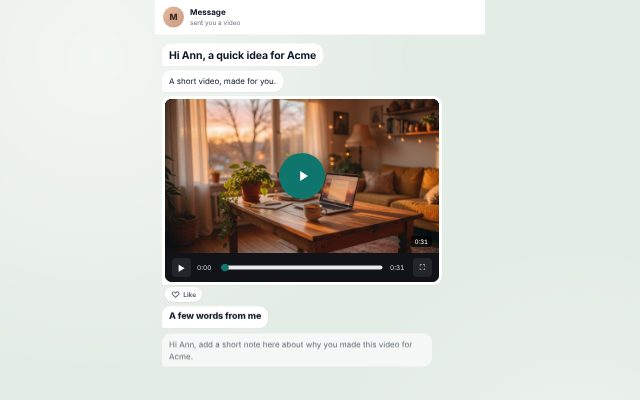 M
Message
sent you a video
Hi Ann, a quick idea for Acme
A short video, made for you.
0:31
0:00
0:31
Like
A few words from me
Hi Ann, add a short note here about why you made this video for
Acme.